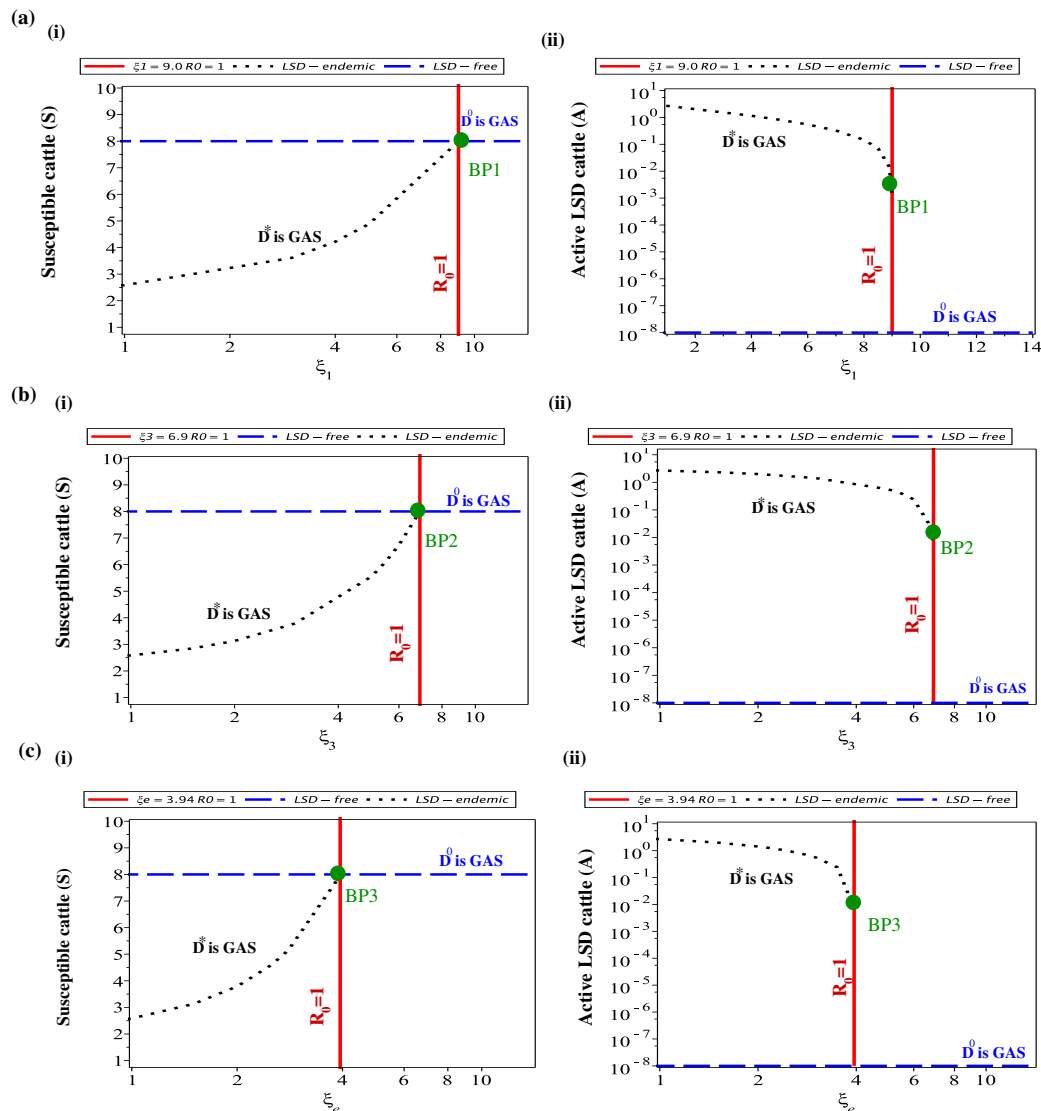 (a)
(i)
ξ1 = 9.0 R0 = 1 LSD – endemic LSD – free
Susceptible cattle (S)
10
9
8
7
6
5
4
3
2
1
D⁰ is GAS
BP1
D* is GAS
R₀=1
1 2 4 6 8 10
ξ₁
(ii)
ξ1 = 9.0 R0 = 1 LSD – endemic LSD – free
Active LSD cattle (A)
10¹
10⁰
10⁻¹
10⁻²
10⁻³
10⁻⁴
10⁻⁵
10⁻⁶
10⁻⁷
10⁻⁸
D* is GAS
BP1
R₀=1
D⁰ is GAS
2 4 6 8 10 12 14
ξ₁
(b)
(i)
ξ3 = 6.9 R0 = 1 LSD – free LSD – endemic
Susceptible cattle (S)
10
9
8
7
6
5
4
3
2
1
D⁰ is GAS
BP2
D* is GAS
R₀=1
1 2 4 6 8 10
ξ₃
(ii)
ξ3 = 6.9 R0 = 1 LSD – endemic LSD – free
Active LSD cattle (A)
10¹
10⁰
10⁻¹
10⁻²
10⁻³
10⁻⁴
10⁻⁵
10⁻⁶
10⁻⁷
10⁻⁸
D* is GAS
BP2
R₀=1
D⁰ is GAS
1 2 4 6 8 10
ξ₃
(c)
(i)
ξe = 3.94 R0 = 1 LSD – free LSD – endemic
Susceptible cattle (S)
10
9
8
7
6
5
4
3
2
1
D⁰ is GAS
BP3
D* is GAS
R₀=1
1 2 4 6 8 10
ξₑ
(ii)
ξe = 3.94 R0 = 1 LSD – endemic LSD – free
Active LSD cattle (A)
10¹
10⁰
10⁻¹
10⁻²
10⁻³
10⁻⁴
10⁻⁵
10⁻⁶
10⁻⁷
10⁻⁸
D* is GAS
BP3
R₀=1
D⁰ is GAS
1 2 4 6 8 10
ξₑ